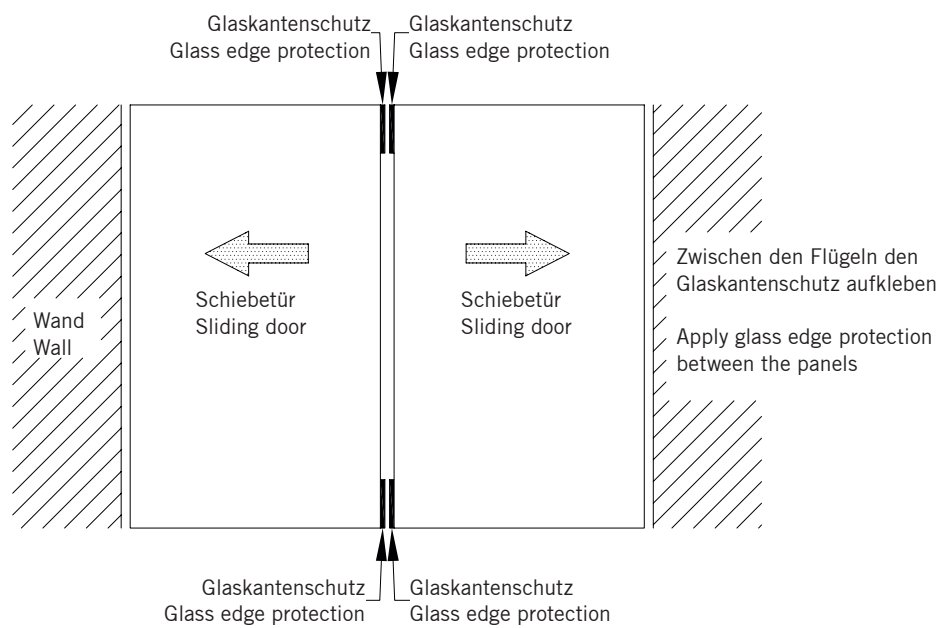 Glaskantenschutz
Glass edge protection
Glaskantenschutz
Glass edge protection
Schiebetür
Sliding door
Schiebetür
Sliding door
Wand
Wall
Zwischen den Flügeln den
Glaskantenschutz aufkleben
Apply glass edge protection
between the panels
Glaskantenschutz
Glass edge protection
Glaskantenschutz
Glass edge protection